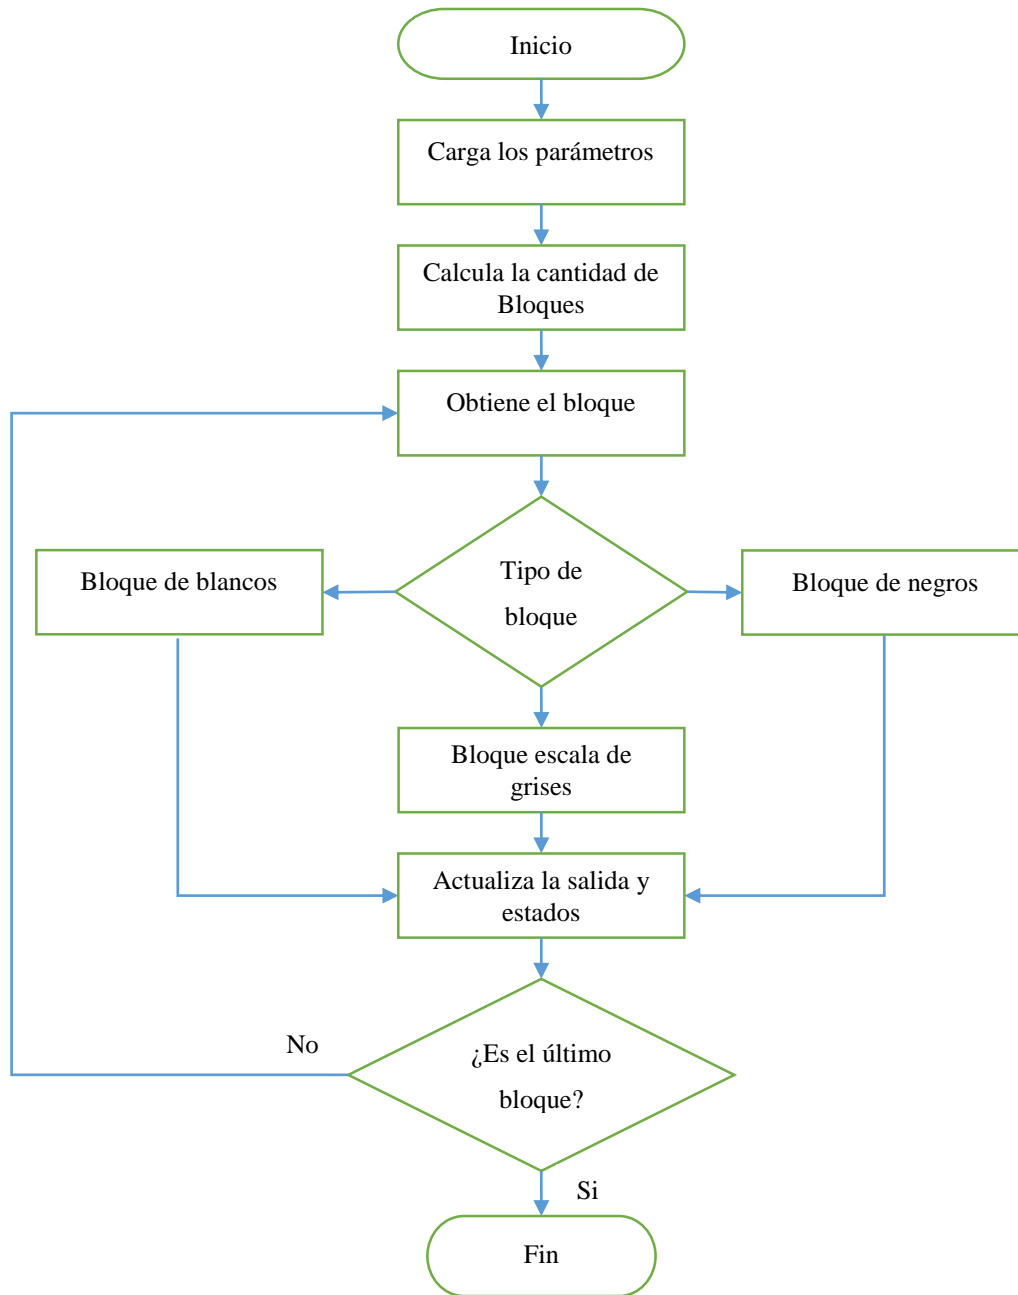 Inicio
Carga los parámetros
Calcula la cantidad de
Bloques
Obtiene el bloque
Tipo de
bloque
Bloque de blancos
Bloque de negros
Bloque escala de
grises
Actualiza la salida y
estados
No
¿Es el último
bloque?
Si
Fin